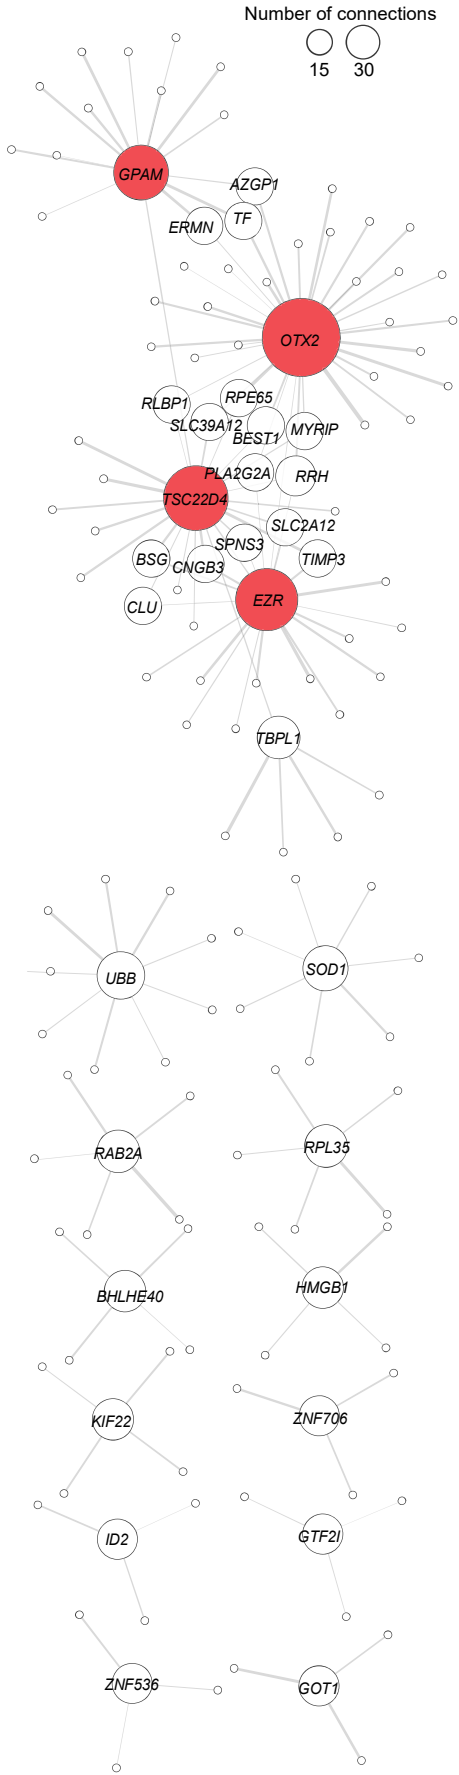 Number of connections
15 30
GPAM
AZGP1
TF
ERMN
OTX2
RLBP1
RPE65
SLC39A12
BEST1
MYRIP
PLA2G2A
RRH
TSC22D4
SLC2A12
SPNS3
BSG
CNGB3
TIMP3
CLU
EZR
TBPL1
UBB
SOD1
RAB2A
RPL35
BHLHE40
HMGB1
KIF22
ZNF706
ID2
GTF2I
ZNF536
GOT1